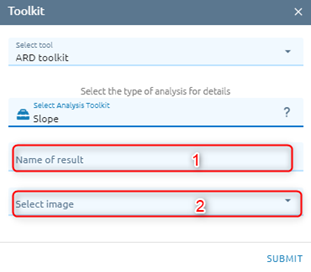 Toolkit ×
Select tool
ARD toolkit
Select the type of analysis for details
Select Analysis Toolkit
Slope ?
Name of result 1
Select image 2
SUBMIT